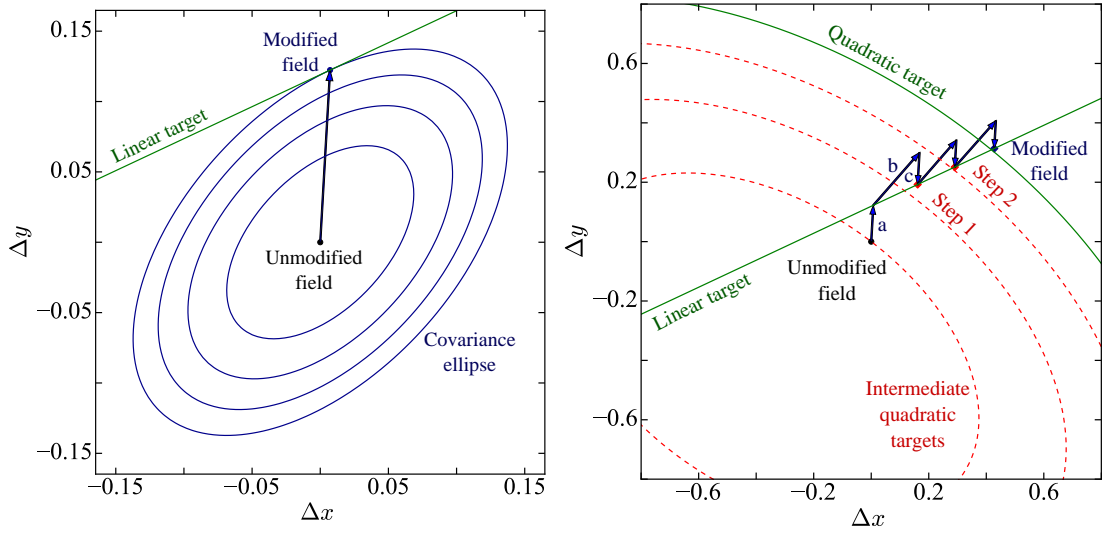 0.15
0.05
−0.05
−0.15
Δy
−0.15
−0.05
0.05
0.15
Δx
Linear target
Modified
field
Unmodified
field
Covariance
ellipse
0.6
0.2
−0.2
−0.6
Δy
−0.6
−0.2
0.2
0.6
Δx
Quadratic target
b
c
a
Step 2
Step 1
Modified
field
Unmodified
field
Linear target
Intermediate
quadratic
targets